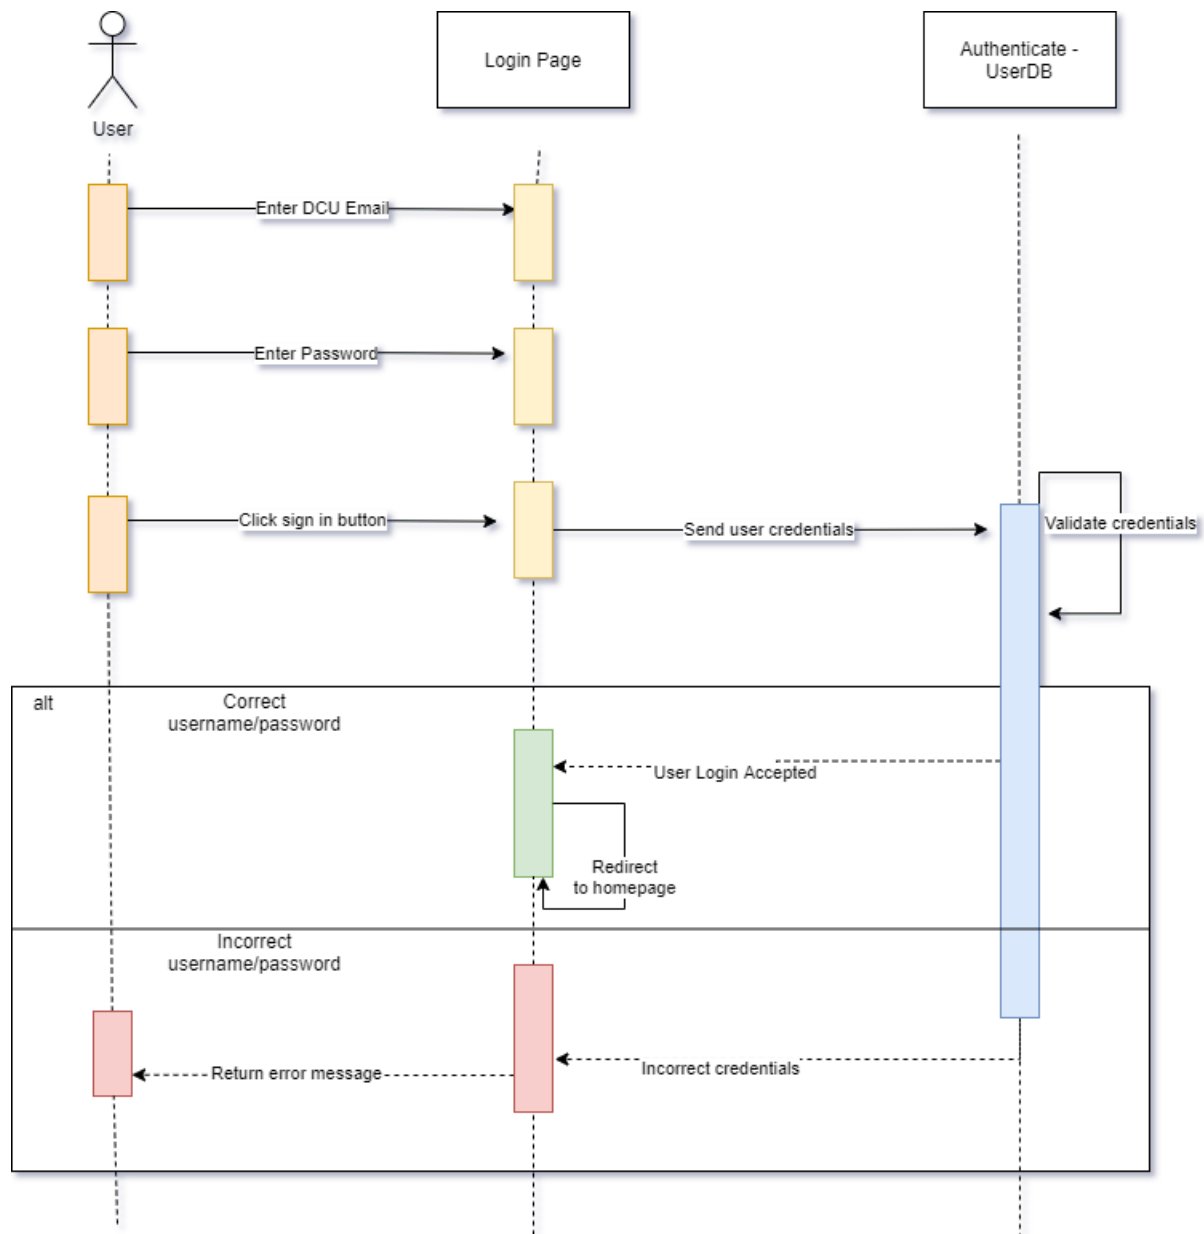 Login Page
Authenticate -
UserDB
User
Enter DCU Email
Enter Password
Click sign in button
Send user credentials
Validate credentials
alt
Correct
username/password
User Login Accepted
Redirect
to homepage
Incorrect
username/password
Incorrect credentials
Return error message